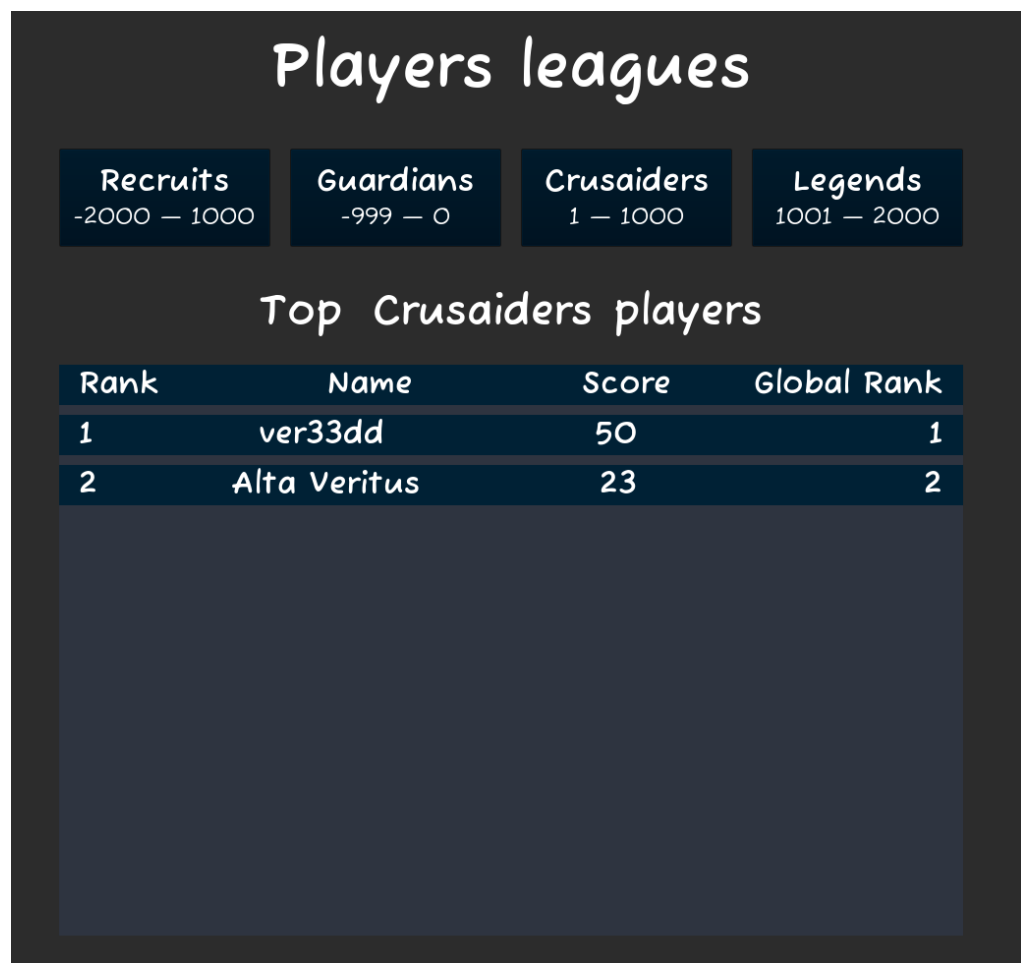 Players leagues
Recruits Guardians Crusaiders Legends
-2000 — 1000 -999 — 0 1 — 1000 1001 — 2000
Top Crusaiders players
Rank Name Score Global Rank
1 ver33dd 50 1
2 Alta Veritus 23 2